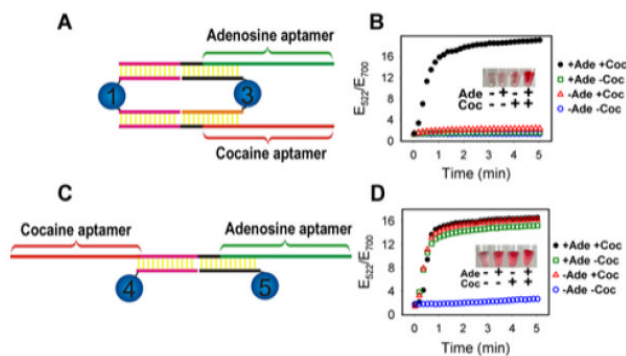 A
Adenosine aptamer
1
3
Cocaine aptamer
B
E522/E700
16
12
8
4
0
0 1 2 3 4 5
Time (min)
Ade - + - +
Coc - - + +
+Ade +Coc
+Ade -Coc
-Ade +Coc
-Ade -Coc
C
Cocaine aptamer
Adenosine aptamer
4
5
D
E522/E700
16
12
8
4
0
0 1 2 3 4 5
Time (min)
Ade - + - +
Coc - - + +
+Ade +Coc
+Ade -Coc
-Ade +Coc
-Ade -Coc